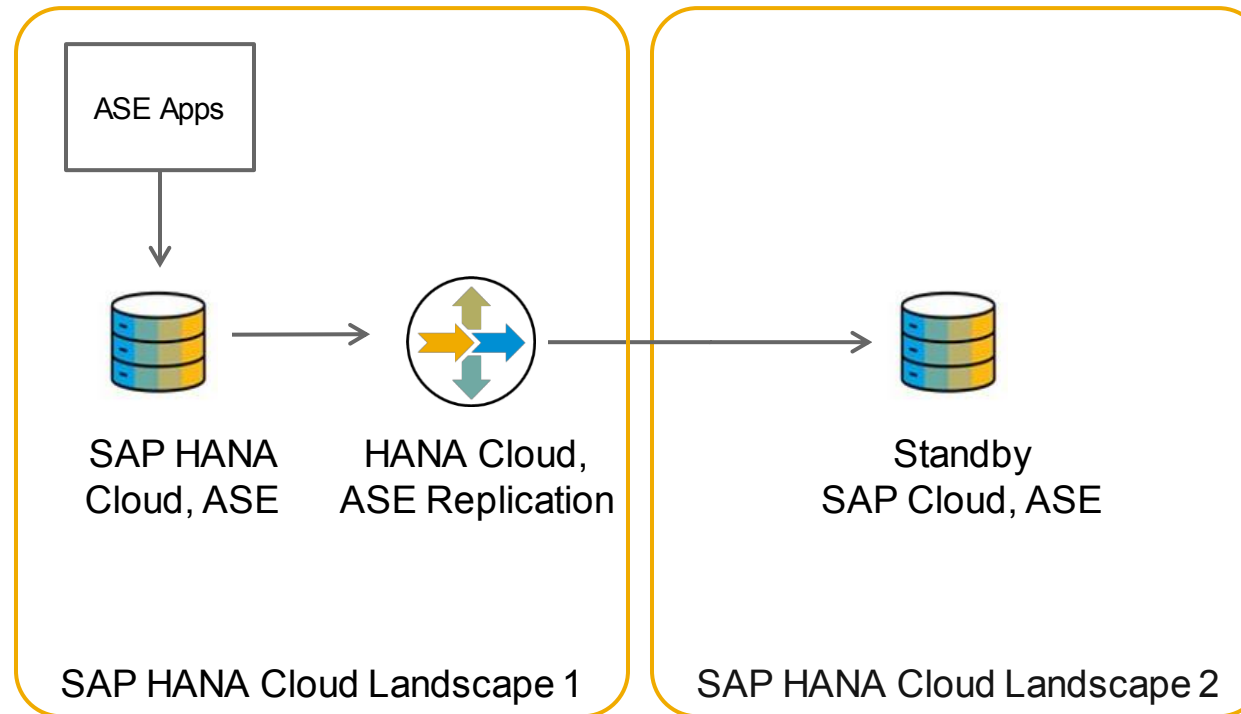 ASE Apps
SAP HANA
Cloud, ASE
HANA Cloud,
ASE Replication
Standby
SAP Cloud, ASE
SAP HANA Cloud Landscape 1
SAP HANA Cloud Landscape 2